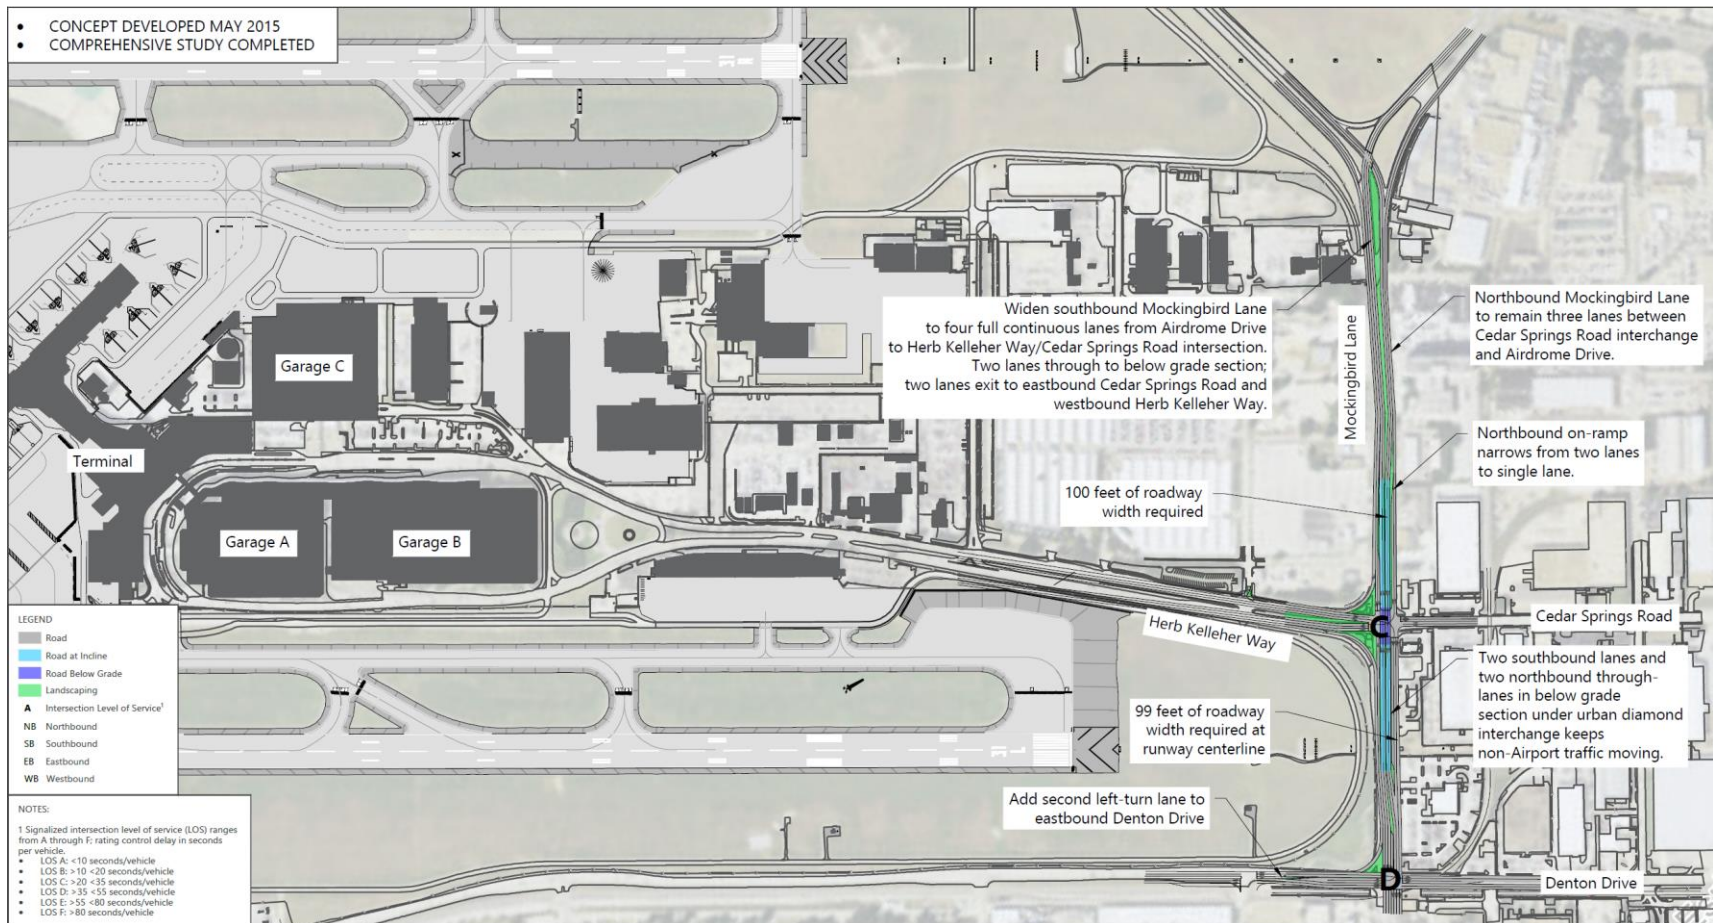 • CONCEPT DEVELOPED MAY 2015
• COMPREHENSIVE STUDY COMPLETED
Garage C
Terminal
Garage A
Garage B
Widen southbound Mockingbird Lane
to four full continuous lanes from Airdrome Drive
to Herb Kelleher Way/Cedar Springs Road intersection.
Two lanes through to below grade section;
two lanes exit to eastbound Cedar Springs Road and
westbound Herb Kelleher Way.
Mockingbird Lane
Northbound Mockingbird Lane
to remain three lanes between
Cedar Springs Road interchange
and Airdrome Drive.
Northbound on-ramp
narrows from two lanes
to single lane.
100 feet of roadway
width required
Cedar Springs Road
C
Herb Kelleher Way
Two southbound lanes and
two northbound through-
lanes in below grade
section under urban diamond
interchange keeps
non-Airport traffic moving.
99 feet of roadway
width required at
runway centerline
Add second left-turn lane to
eastbound Denton Drive
D
Denton Drive
LEGEND
Road
Road at Incline
Road Below Grade
Landscaping
A Intersection Level of Service¹
NB Northbound
SB Southbound
EB Eastbound
WB Westbound
NOTES:
1 Signalized intersection level of service (LOS) ranges
from A through F; rating control delay in seconds
per vehicle.
• LOS A: <10 seconds/vehicle
• LOS B: >10 <20 seconds/vehicle
• LOS C: >20 <35 seconds/vehicle
• LOS D: >35 <55 seconds/vehicle
• LOS E: >55 <80 seconds/vehicle
• LOS F: >80 seconds/vehicle